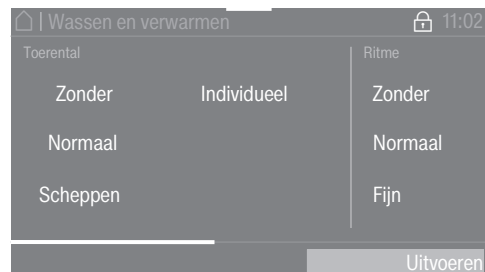 | Wassen en verwarmen 11:02
Toerental Ritme
Zonder Individueel Zonder
Normaal Normaal
Scheppen Fijn
Uitvoeren